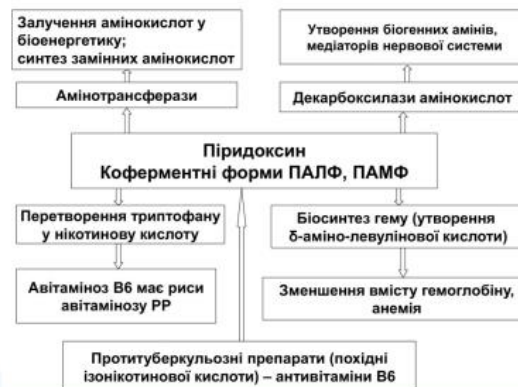 Залучення амінокислот у
біоенергетику;
синтез замінних амінокислот
Утворення біогенних амінів,
медіаторів нервової системи
Амінотрансферази
Декарбоксилази амінокислот
Піридоксин
Коферментні форми ПАЛФ, ПАМФ
Перетворення триптофану
у нікотинову кислоту
Біосинтез гему (утворення
δ-аміно-левулінової кислоти)
Авітаміноз В6 має риси
авітамінозу РР
Зменшення вмісту гемоглобіну,
анемія
Протитуберкульозні препарати (похідні
ізонікотинової кислоти) – антивітаміни В6